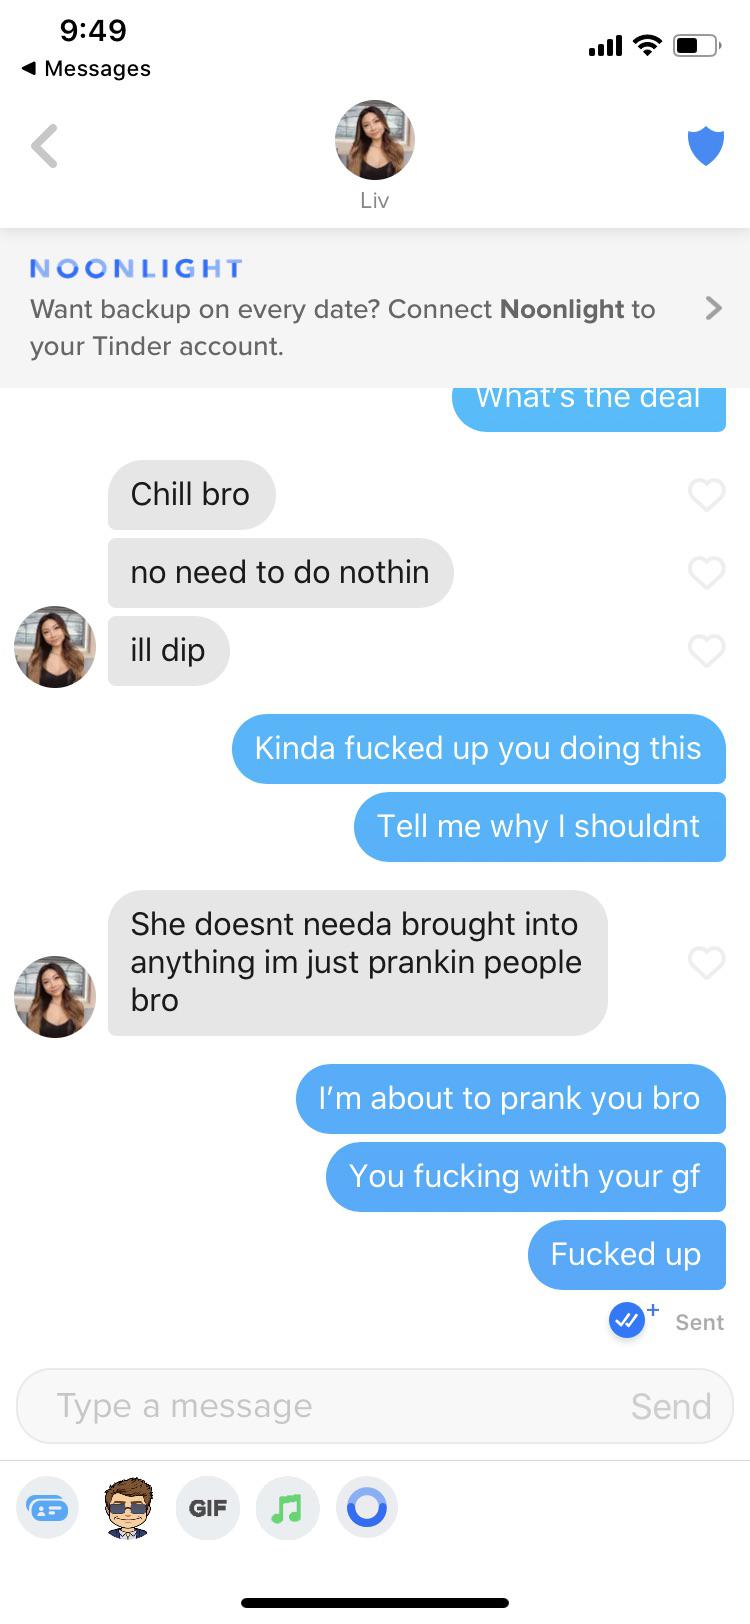 9:49
Messages
Liv
NOONLIGHT
Want backup on every date? Connect Noonlight to
your Tinder account.
What's the deal
Chill bro
no need to do nothin
ill dip
Kinda fucked up you doing this
Tell me why I shouldnt
She doesnt needa brought into
anything im just prankin people
bro
I'm about to prank you bro
You fucking with your gf
Fucked up
Sent
Type a message
Send
GIF